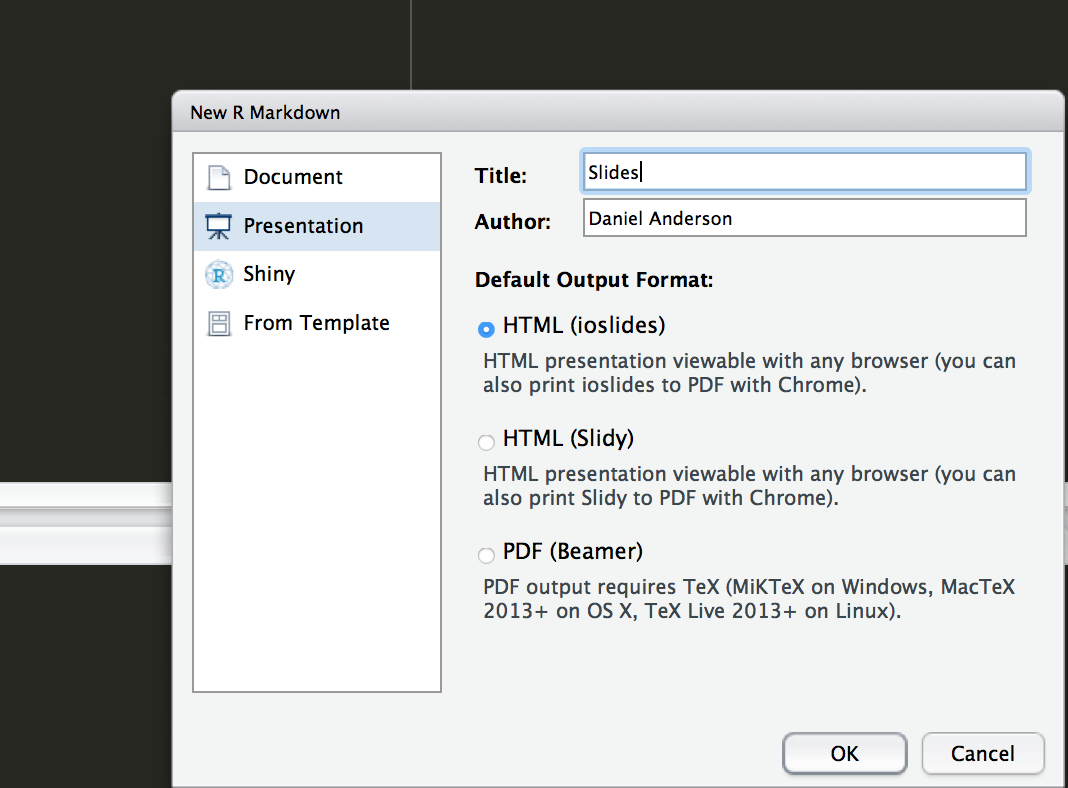 New R Markdown
Document
Presentation
Shiny
From Template
Title:
Slides
Author:
Daniel Anderson
Default Output Format:
HTML (ioslides)
HTML presentation viewable with any browser (you can
also print ioslides to PDF with Chrome).
HTML (Slidy)
HTML presentation viewable with any browser (you can
also print Slidy to PDF with Chrome).
PDF (Beamer)
PDF output requires TeX (MiKTeX on Windows, MacTeX
2013+ on OS X, TeX Live 2013+ on Linux).
OK
Cancel